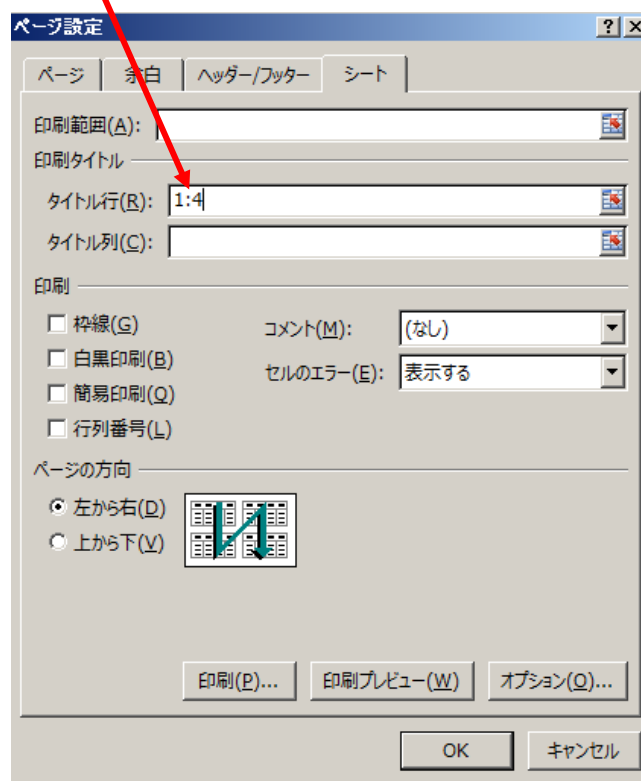 ページ設定
ページ 余白 ヘッダー/フッター シート
印刷範囲(A):
印刷タイトル
タイトル行(R): 1:4
タイトル列(C):
印刷
枠線(G) コメント(M): (なし)
白黒印刷(B) セルのエラー(E): 表示する
簡易印刷(Q)
行列番号(L)
ページの方向
左から右(D)
上から下(V)
印刷(P)... 印刷プレビュー(W) オプション(O)...
OK キャンセル